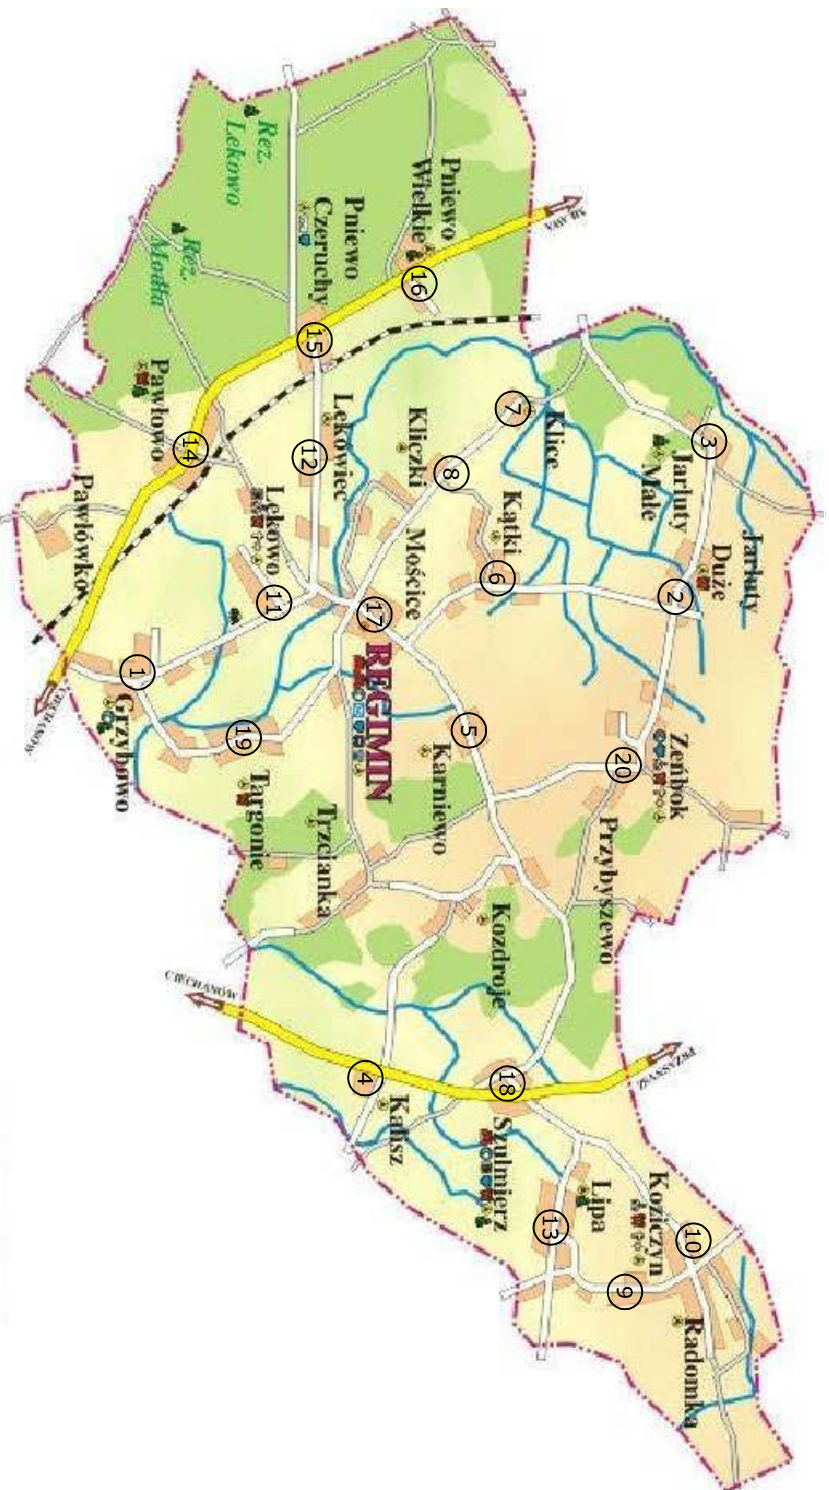 Rez.
Lekowo
Rez.
Modła
Pniewo
Wielkie
16
Pniewo
Czeruchy
15
Pawłowo
14
Pawłówko
Lekowiec
12
Lekowo
11
Kliczki
8
Klice
7
Kątki
6
Mościce
17
REGIMIN
Jarluty
Małe
3
Jarluty
Duże
2
Zeńbok
20
Przybyszewo
Karniewo
5
Grzybowo
1
Targonie
19
Trzcianka
Kozdroje
CIECHANÓW
CIECHANÓW
Kalisz
4
Szulmierz
18
Lipa
13
Koziczyn
10
9
Radomka